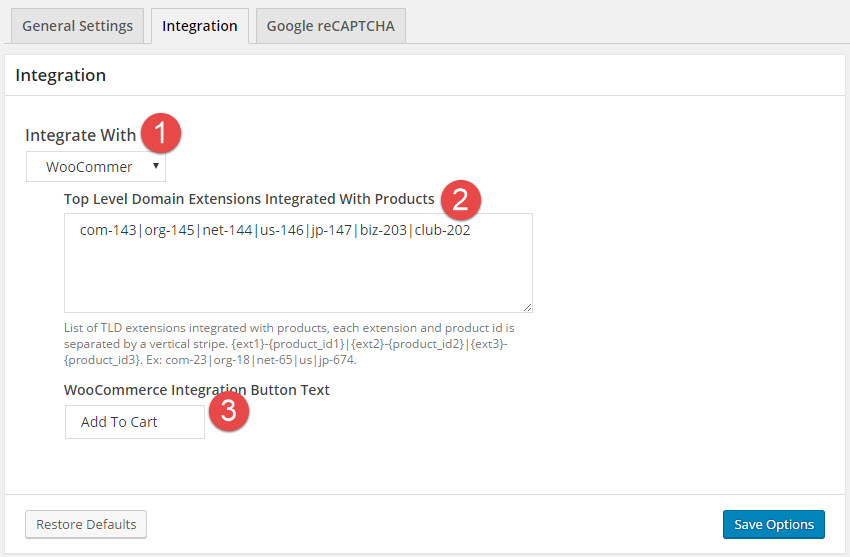 General Settings
Integration
Google reCAPTCHA
Integration
Integrate With 1
WooCommer
Top Level Domain Extensions Integrated With Products 2
com-143|org-145|net-144|us-146|jp-147|biz-203|club-202
List of TLD extensions integrated with products, each extension and product id is
separated by a vertical stripe. {ext1}-{product_id1}|{ext2}-{product_id2}|{ext3}-
{product_id3}. Ex: com-23|org-18|net-65|us|jp-674.
WooCommerce Integration Button Text
Add To Cart 3
Restore Defaults
Save Options